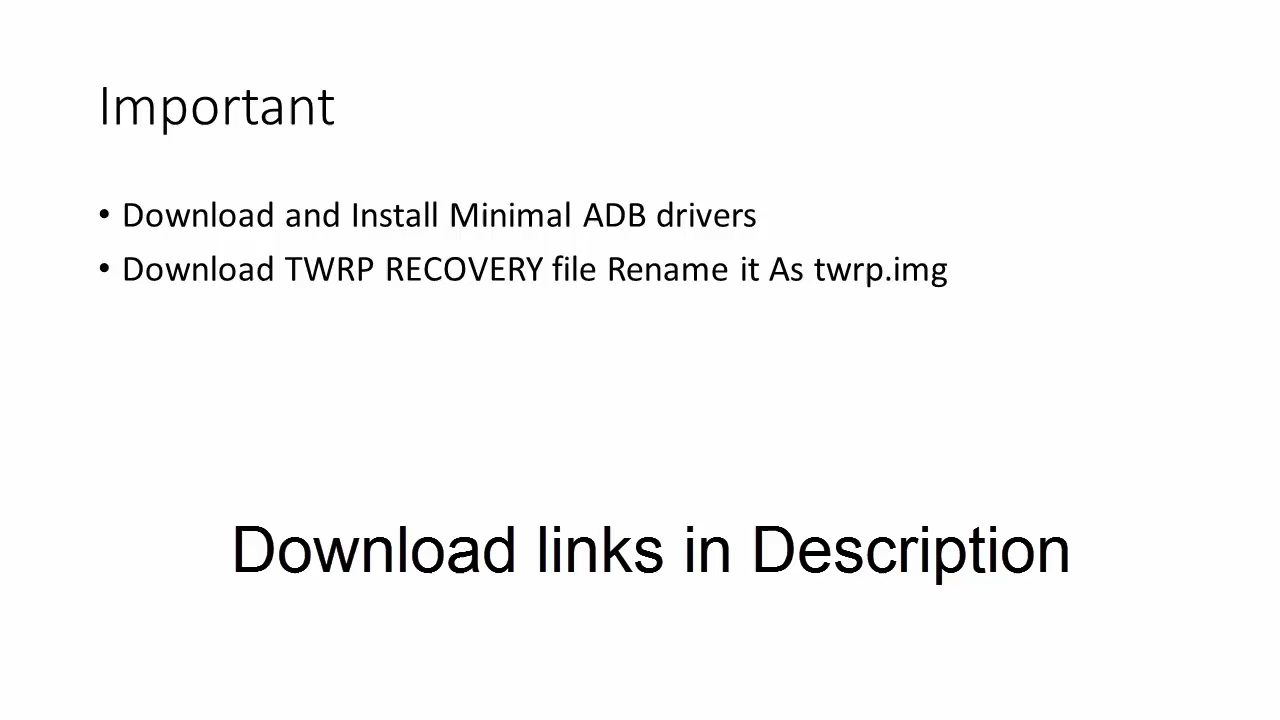 Important
• Download and Install Minimal ADB drivers
• Download TWRP RECOVERY file Rename it As twrp.img
Download links in Description